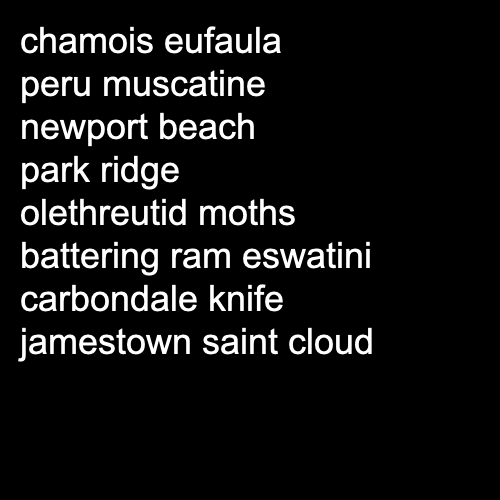 chamois eufaula
peru muscatine
newport beach
park ridge
olethreutid moths
battering ram eswatini
carbondale knife
jamestown saint cloud